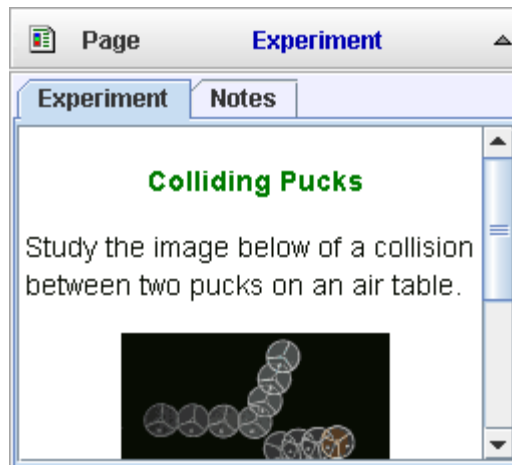 Page Experiment
Experiment Notes
Colliding Pucks
Study the image below of a collision
between two pucks on an air table.